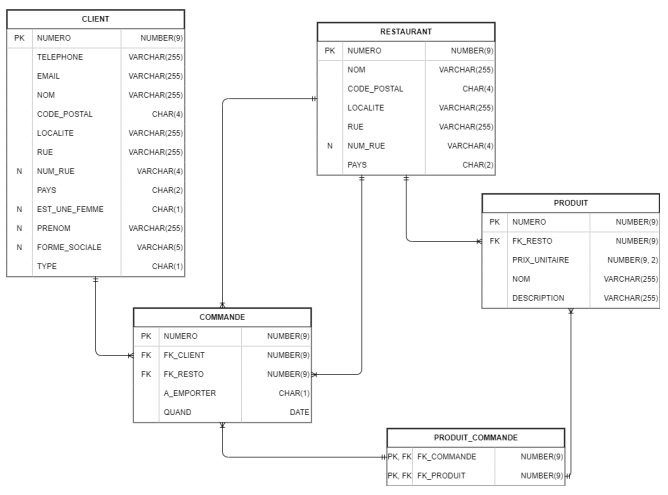 CLIENT
PK NUMERO NUMBER(9)
TELEPHONE VARCHAR(255)
EMAIL VARCHAR(255)
NOM VARCHAR(255)
CODE_POSTAL CHAR(4)
LOCALITE VARCHAR(255)
RUE VARCHAR(255)
N NUM_RUE VARCHAR(4)
PAYS CHAR(2)
N EST_UNE_FEMME CHAR(1)
N PRENOM VARCHAR(255)
N FORME_SOCIALE VARCHAR(5)
TYPE CHAR(1)
RESTAURANT
PK NUMERO NUMBER(9)
NOM VARCHAR(255)
CODE_POSTAL CHAR(4)
LOCALITE VARCHAR(255)
RUE VARCHAR(255)
N NUM_RUE VARCHAR(4)
PAYS CHAR(2)
PRODUIT
PK NUMERO NUMBER(9)
FK FK_RESTO NUMBER(9)
PRIX_UNITAIRE NUMBER(9, 2)
NOM VARCHAR(255)
DESCRIPTION VARCHAR(255)
COMMANDE
PK NUMERO NUMBER(9)
FK FK_CLIENT NUMBER(9)
FK FK_RESTO NUMBER(9)
A_EMPORTER CHAR(1)
QUAND DATE
PRODUIT_COMMANDE
PK, FK FK_COMMANDE NUMBER(9)
PK, FK FK_PRODUIT NUMBER(9)